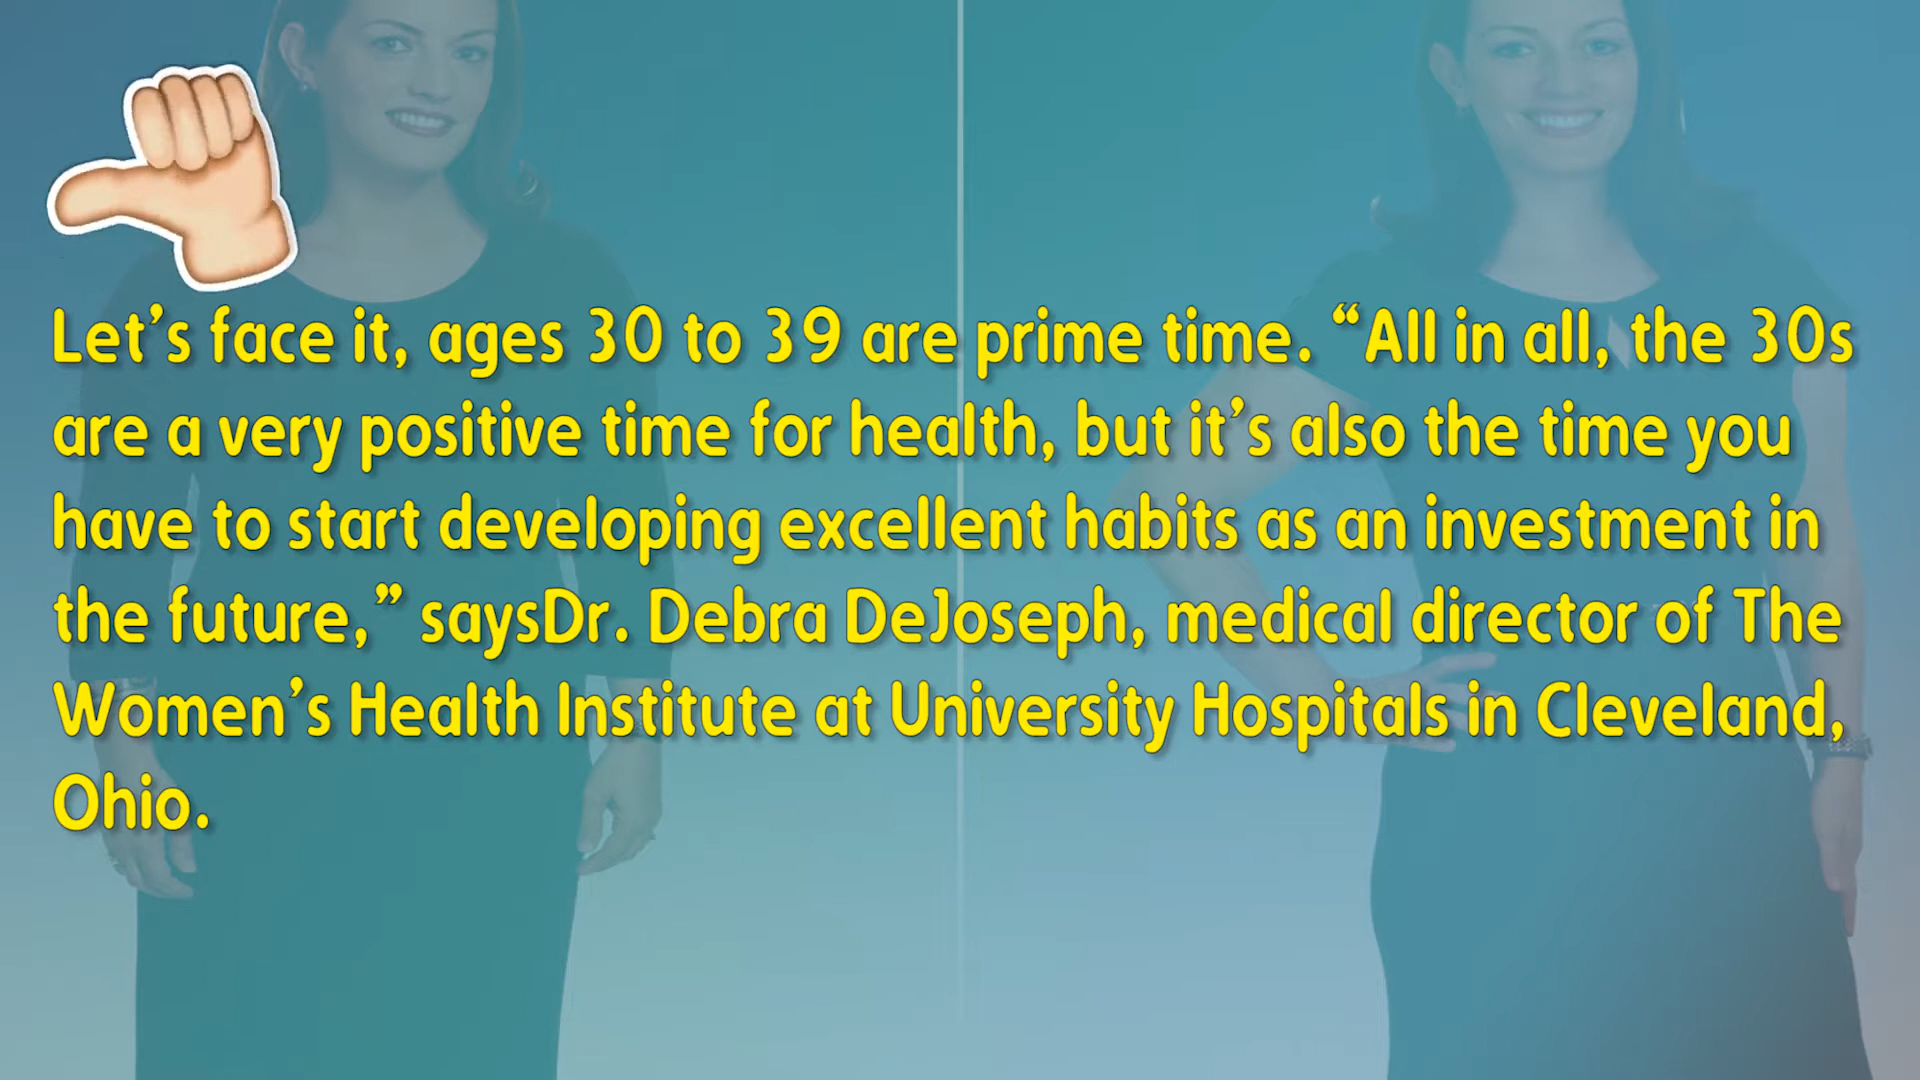 Let’s face it, ages 30 to 39 are prime time. “All in all, the 30s
are a very positive time for health, but it’s also the time you
have to start developing excellent habits as an investment in
the future,” saysDr. Debra DeJoseph, medical director of The
Women’s Health Institute at University Hospitals in Cleveland,
Ohio.